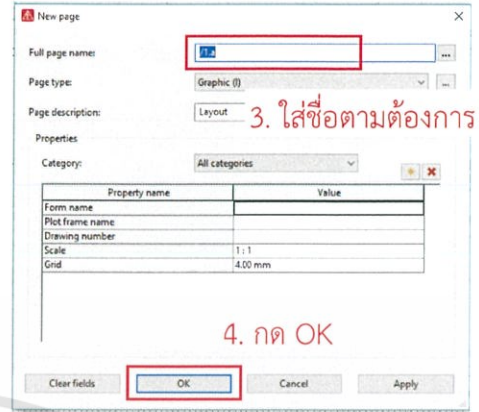 New page
Full page name:
/1.a
...
Page type:
Graphic (I)
...
Page description:
Layout
3. ใส่ชื่อตามต้องการ
Properties
Category:
All categories
Property name Value
Form name
Plot frame name
Drawing number
Scale 1 : 1
Grid 4.00 mm
4. กด OK
Clear fields OK Cancel Apply